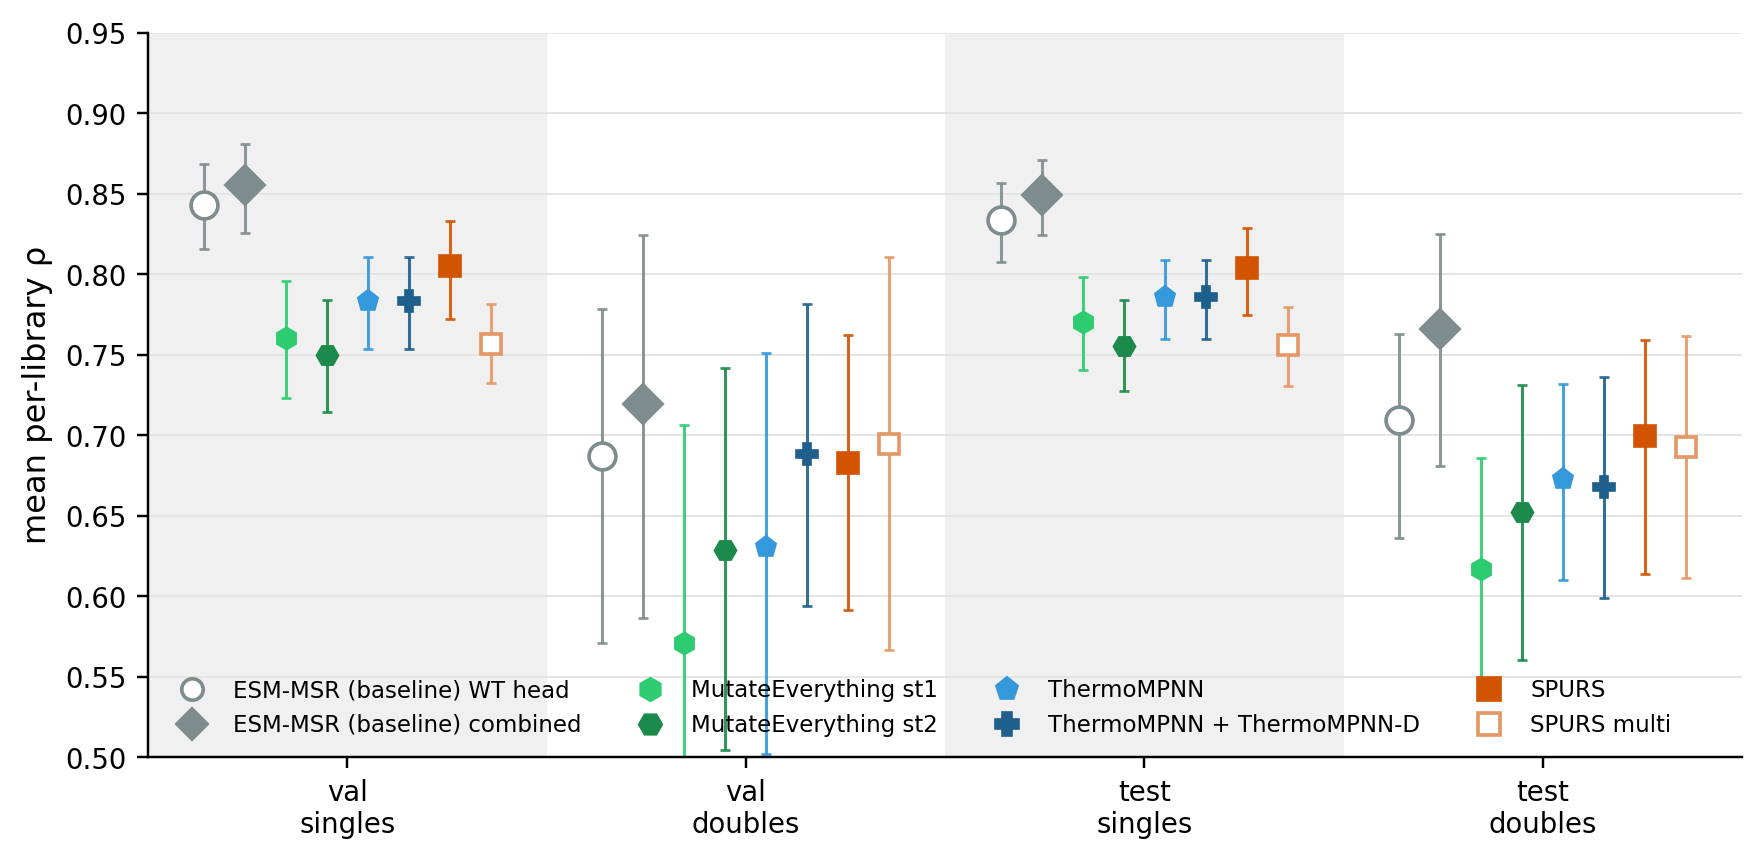 0.95
0.90
0.85
0.80
0.75
0.70
0.65
0.60
0.55
0.50
mean per-library ρ
ESM-MSR (baseline) WT head
ESM-MSR (baseline) combined
MutateEverything st1
MutateEverything st2
ThermoMPNN
ThermoMPNN + ThermoMPNN-D
SPURS
SPURS multi
val
singles
val
doubles
test
singles
test
doubles